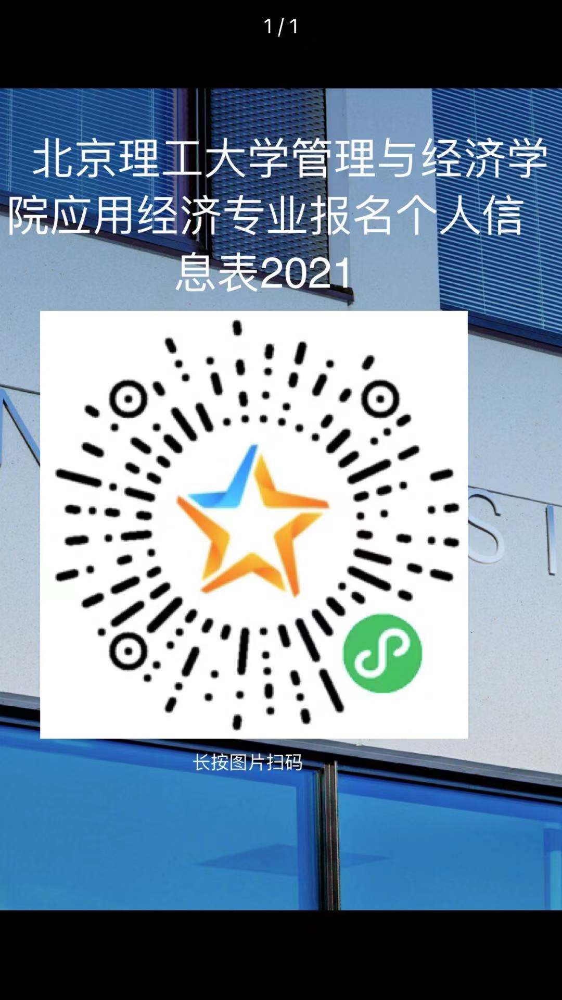 1/1
北京理工大学管理与经济学
院应用经济专业报名个人信
息表2021
N
SI
长按图片扫码